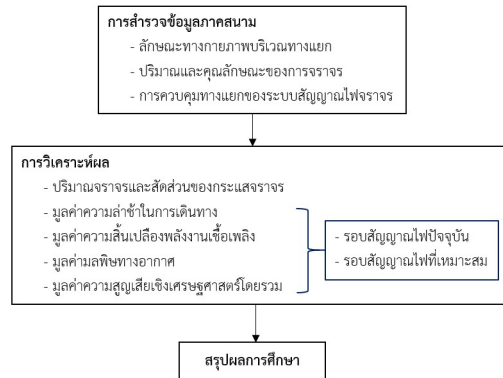 การสำรวจข้อมูลภาคสนาม
- ลักษณะทางกายภาพบริเวณทางแยก
- ปริมาณและคุณลักษณะของการจราจร
- การควบคุมทางแยกของระบบสัญญาณไฟจราจร
การวิเคราะห์ผล
- ปริมาณจราจรและสัดส่วนของกระแสจราจร
- มูลค่าความล่าช้าในการเดินทาง
- มูลค่าความสิ้นเปลืองพลังงานเชื้อเพลิง
- มูลค่ามลพิษทางอากาศ
- มูลค่าความสูญเสียเชิงเศรษฐศาสตร์โดยรวม
- รอบสัญญาณไฟปัจจุบัน
- รอบสัญญาณไฟที่เหมาะสม
สรุปผลการศึกษา